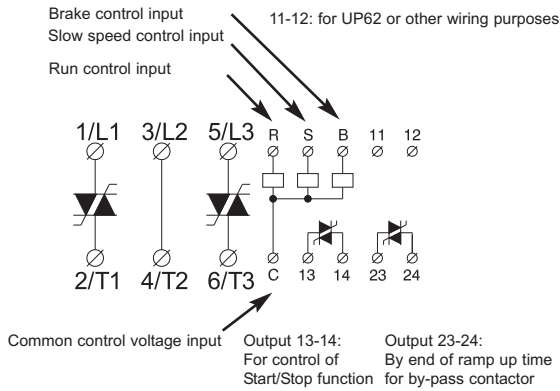 Brake control input
11-12: for UP62 or other wiring purposes
Slow speed control input
Run control input
1/L1 3/L2 5/L3 R S B 11 12
2/T1 4/T2 6/T3 C 13 14 23 24
Common control voltage input
Output 13-14:
For control of
Start/Stop function
Output 23-24:
By end of ramp up time
for by-pass contactor